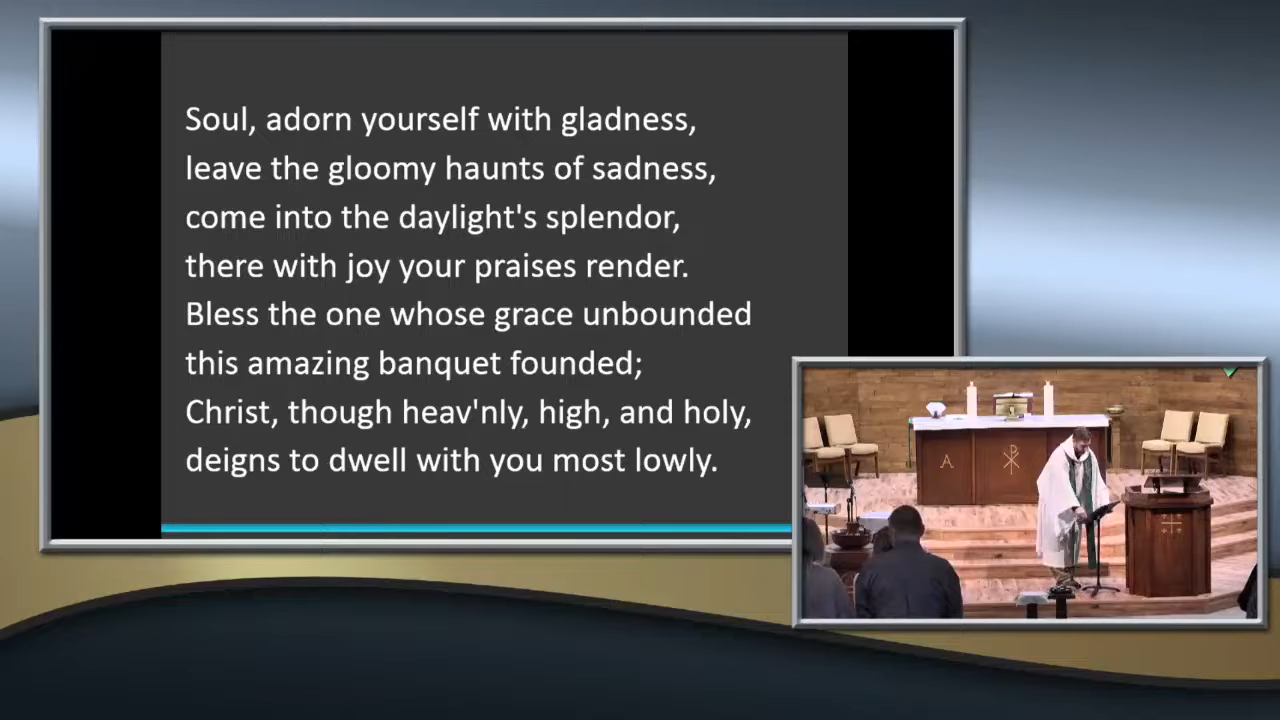 Soul, adorn yourself with gladness,
leave the gloomy haunts of sadness,
come into the daylight's splendor,
there with joy your praises render.
Bless the one whose grace unbounded
this amazing banquet founded;
Christ, though heav'nly, high, and holy,
deigns to dwell with you most lowly.
A